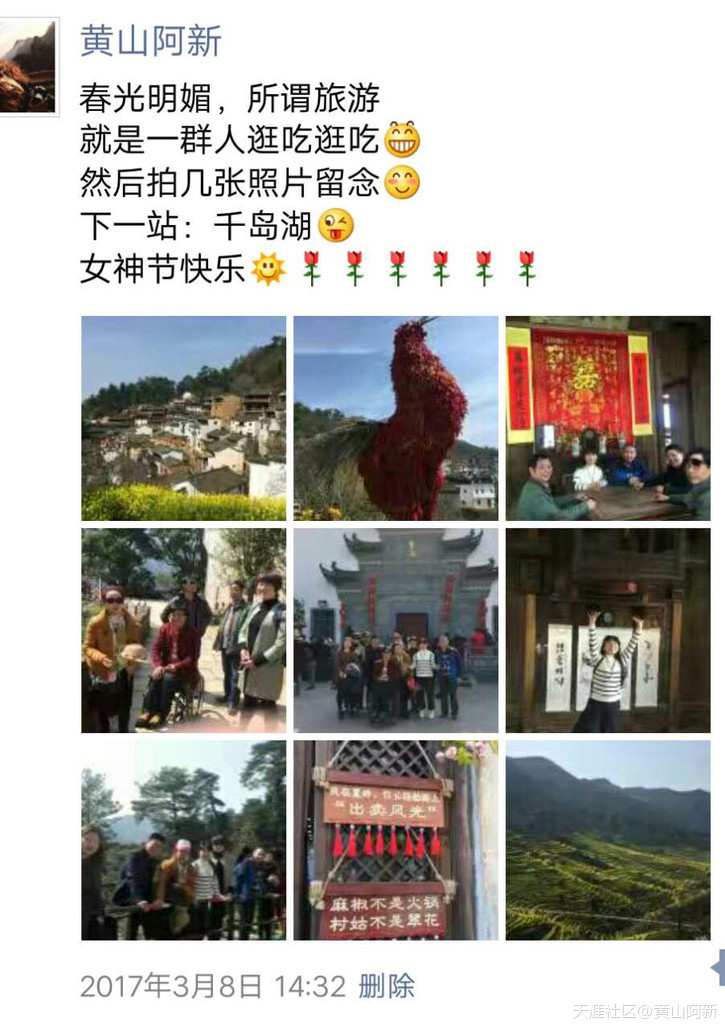 黄山阿新
春光明媚，所谓旅游
就是一群人逛吃逛吃😁
然后拍几张照片留念😊
下一站：千岛湖😜
女神节快乐🌞🌹🌹🌹🌹🌹🌹
囍
“出卖风光”
麻椒不是火锅
村姑不是翠花
2017年3月8日 14:32 删除
天涯社区@黄山阿新